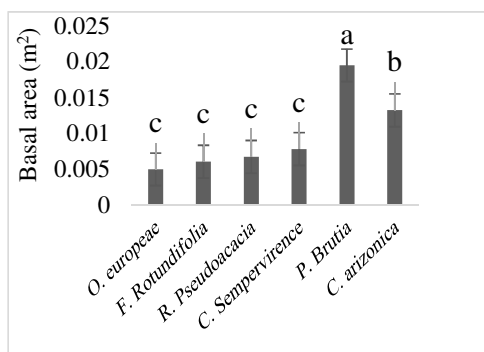 Basal area (m²)
0.025
0.02
0.015
0.01
0.005
0
c
c
c
c
a
b
O. europeae
F. Rotundifolia
R. Pseudoacacia
C. Sempervirence
P. Brutia
C. arizonica